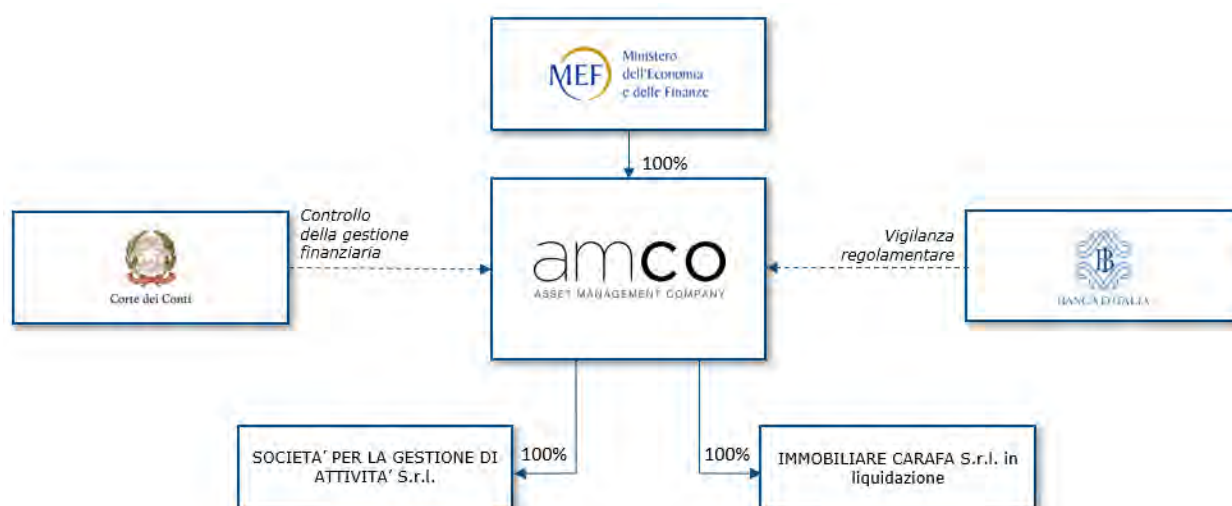 MEF
Ministero
dell'Economia
e delle Finanze
100%
Controllo
della gestione
finanziaria
Corte dei Conti
amco
ASSET MANAGEMENT COMPANY
Vigilanza
regolamentare
BANCA D'ITALIA
SOCIETA’ PER LA GESTIONE DI
ATTIVITA’ S.r.l.
100%
100%
IMMOBILIARE CARAFA S.r.l. in
liquidazione